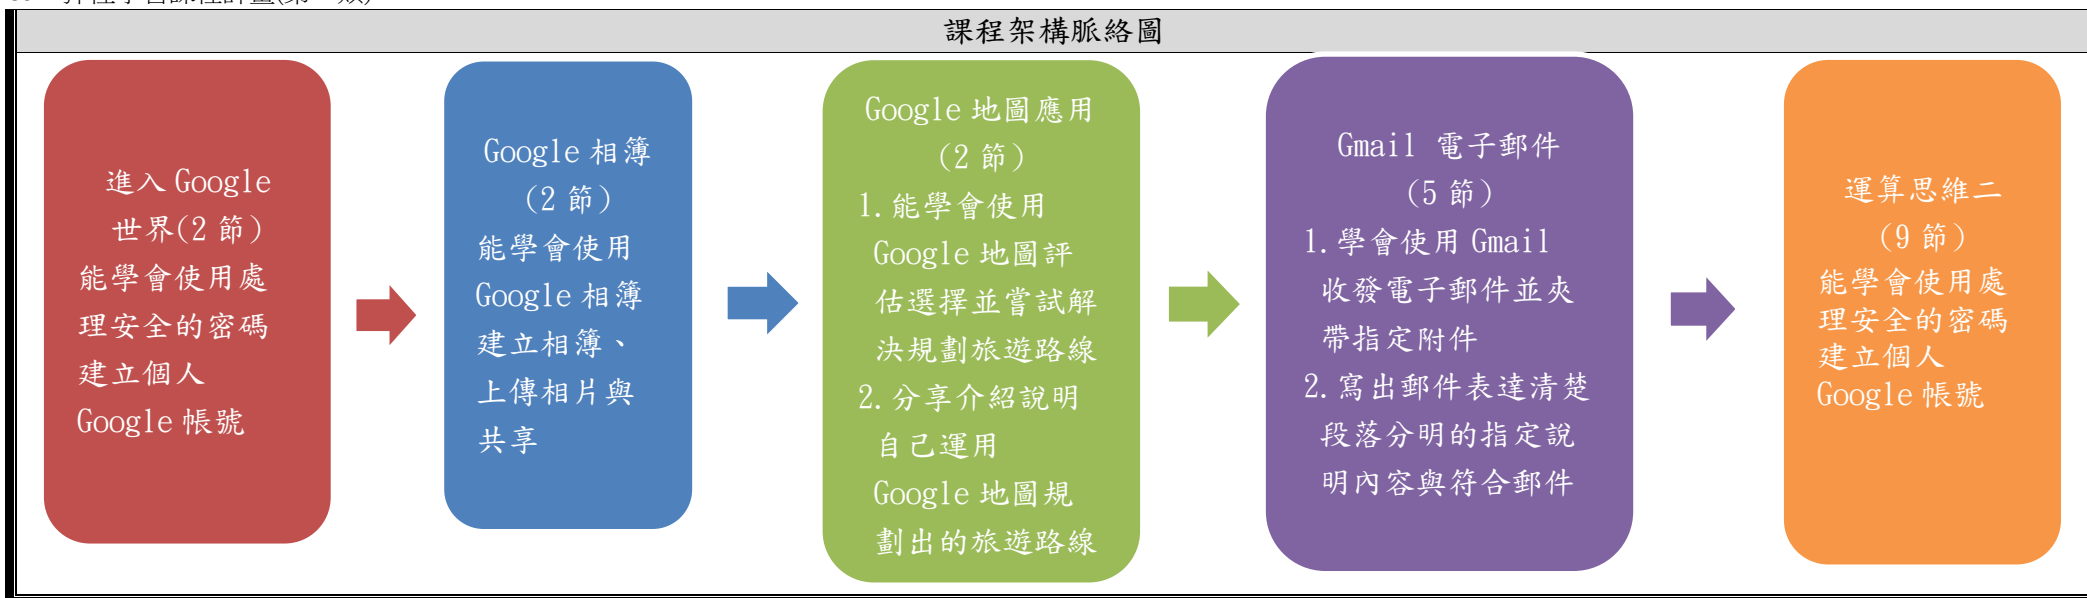 課程架構脈絡圖
進入 Google
世界(2 節)
能學會使用處
理安全的密碼
建立個人
Google 帳號
Google 相簿
(2 節)
能學會使用
Google 相簿
建立相簿、
上傳相片與
共享
Google 地圖應用
(2 節)
1.能學會使用
Google 地圖評
估選擇並嘗試解
決規劃旅遊路線
2.分享介紹說明
自己運用
Google 地圖規
劃出的旅遊路線
Gmail 電子郵件
(5 節)
1.學會使用 Gmail
收發電子郵件並夾
帶指定附件
2.寫出郵件表達清楚
段落分明的指定說
明內容與符合郵件
運算思維二
(9 節)
能學會使用處
理安全的密碼
建立個人
Google 帳號